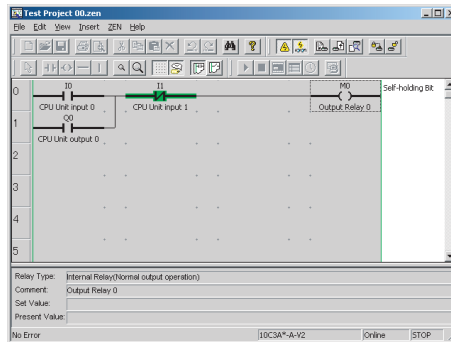 Test Project 00.zen
File Edit View Insert ZEN Help
0 I0 I1 M0 Self-holding Bit
CPU Unit input 0 CPU Unit input 1 Output Relay 0
1 Q0
CPU Unit output 0
2
3
4
5
Relay Type: Internal Relay(Normal output operation)
Comment: Output Relay 0
Set Value:
Present Value:
No Error 10C3A*-A-V2 Online STOP